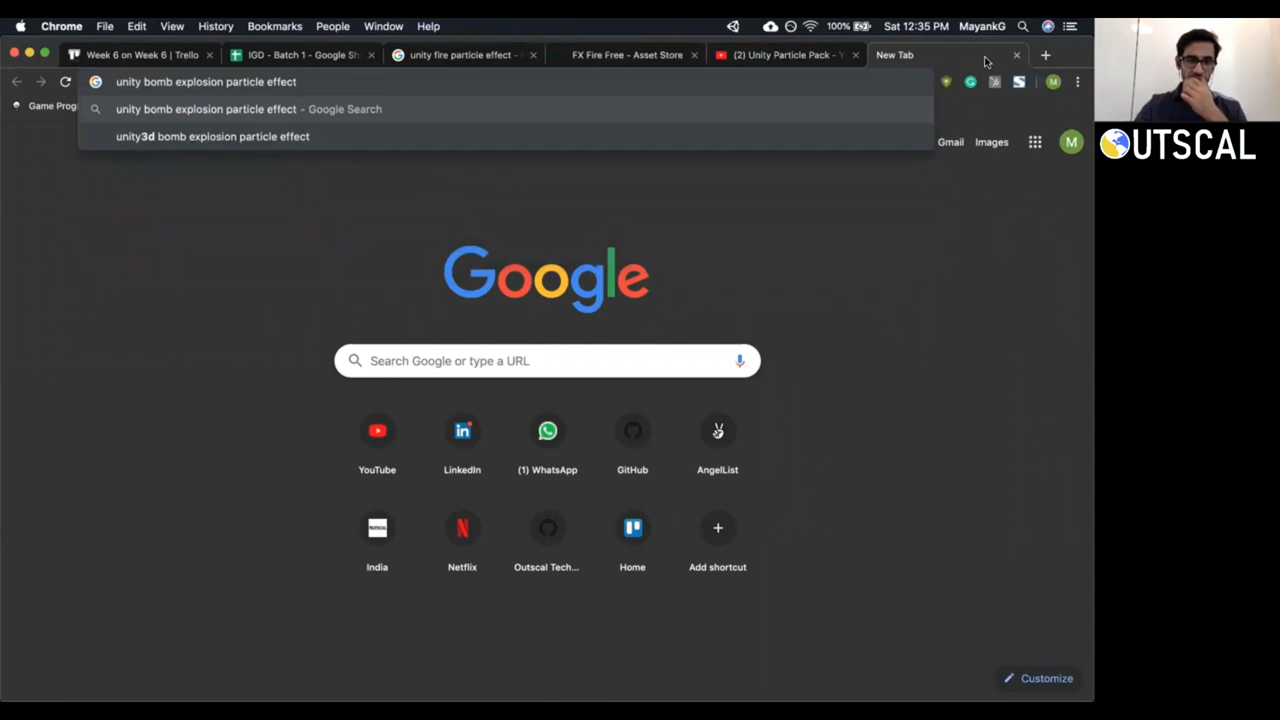 Chrome File Edit View History Bookmarks People Window Help 100% Sat 12:35 PM MayankG
Week 6 on Week 6 | Trello IGD - Batch 1 - Google Sh unity fire particle effect - FX Fire Free - Asset Store (2) Unity Particle Pack - Y New Tab
unity bomb explosion particle effect
Game Prog
unity bomb explosion particle effect - Google Search
unity3d bomb explosion particle effect
Gmail Images M
OUTSCAL
Google
Search Google or type a URL
YouTube LinkedIn (1) WhatsApp GitHub AngelList
India Netflix Outscal Tech... Home Add shortcut
Customize